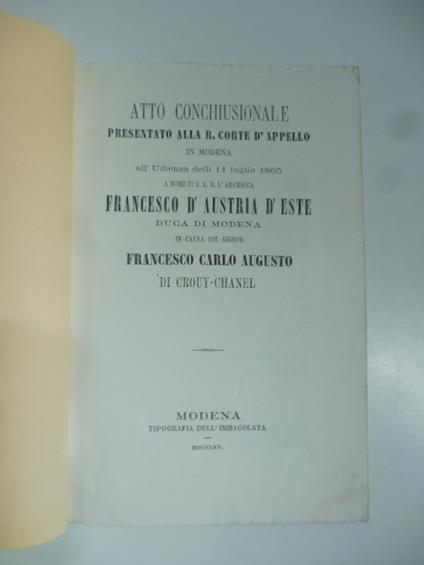 ATTO CONCHIUSIONALE
PRESENTATO ALLA R. CORTE D'APPELLO
IN MODENA
all'Udienza delli 11 luglio 1865
A NOME DI S. A. R. L'ARCIDUCA
FRANCESCO D'AUSTRIA D'ESTE
DUCA DI MODENA
IN CAUSA COL SIGNOR
FRANCESCO CARLO AUGUSTO
DI CROUY-CHANEL
MODENA
TIPOGRAFIA DELL'IMMACOLATA
MDCCCLXV.